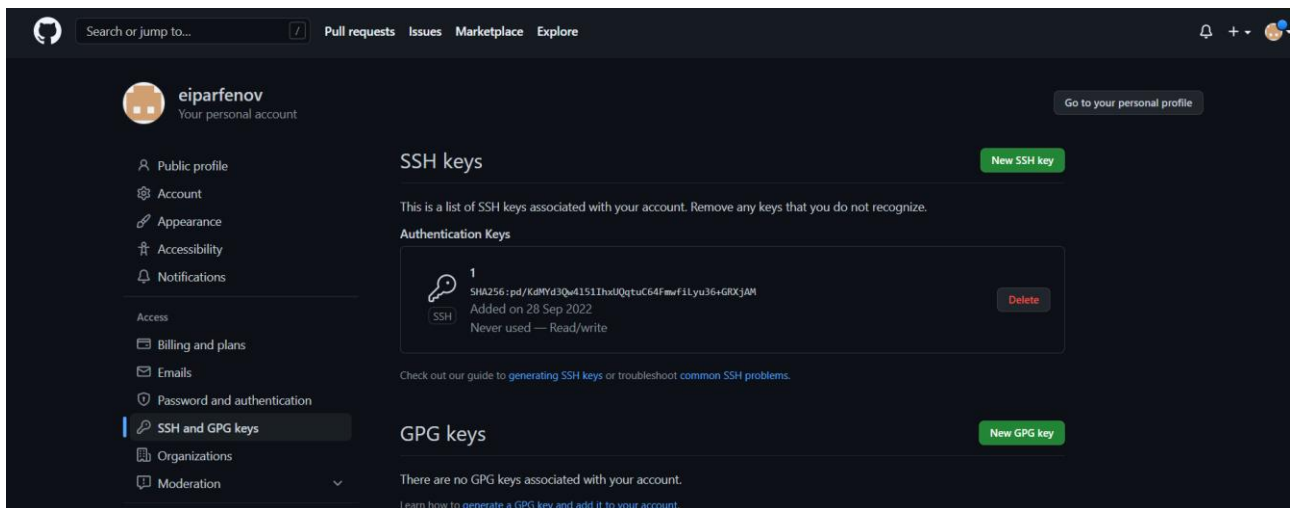 Search or jump to... / Pull requests Issues Marketplace Explore
eiparfenov
Your personal account
Go to your personal profile
Public profile
Account
Appearance
Accessibility
Notifications
Access
Billing and plans
Emails
Password and authentication
SSH and GPG keys
Organizations
Moderation
SSH keys
New SSH key
This is a list of SSH keys associated with your account. Remove any keys that you do not recognize.
Authentication Keys
1
SHA256:pd/KdMYd3Qw4151IhxUQqtuC64FmwfiLyu36+GRXjAM
SSH
Added on 28 Sep 2022
Never used — Read/write
Delete
Check out our guide to generating SSH keys or troubleshoot common SSH problems.
GPG keys
New GPG key
There are no GPG keys associated with your account.
Learn how to generate a GPG key and add it to your account.